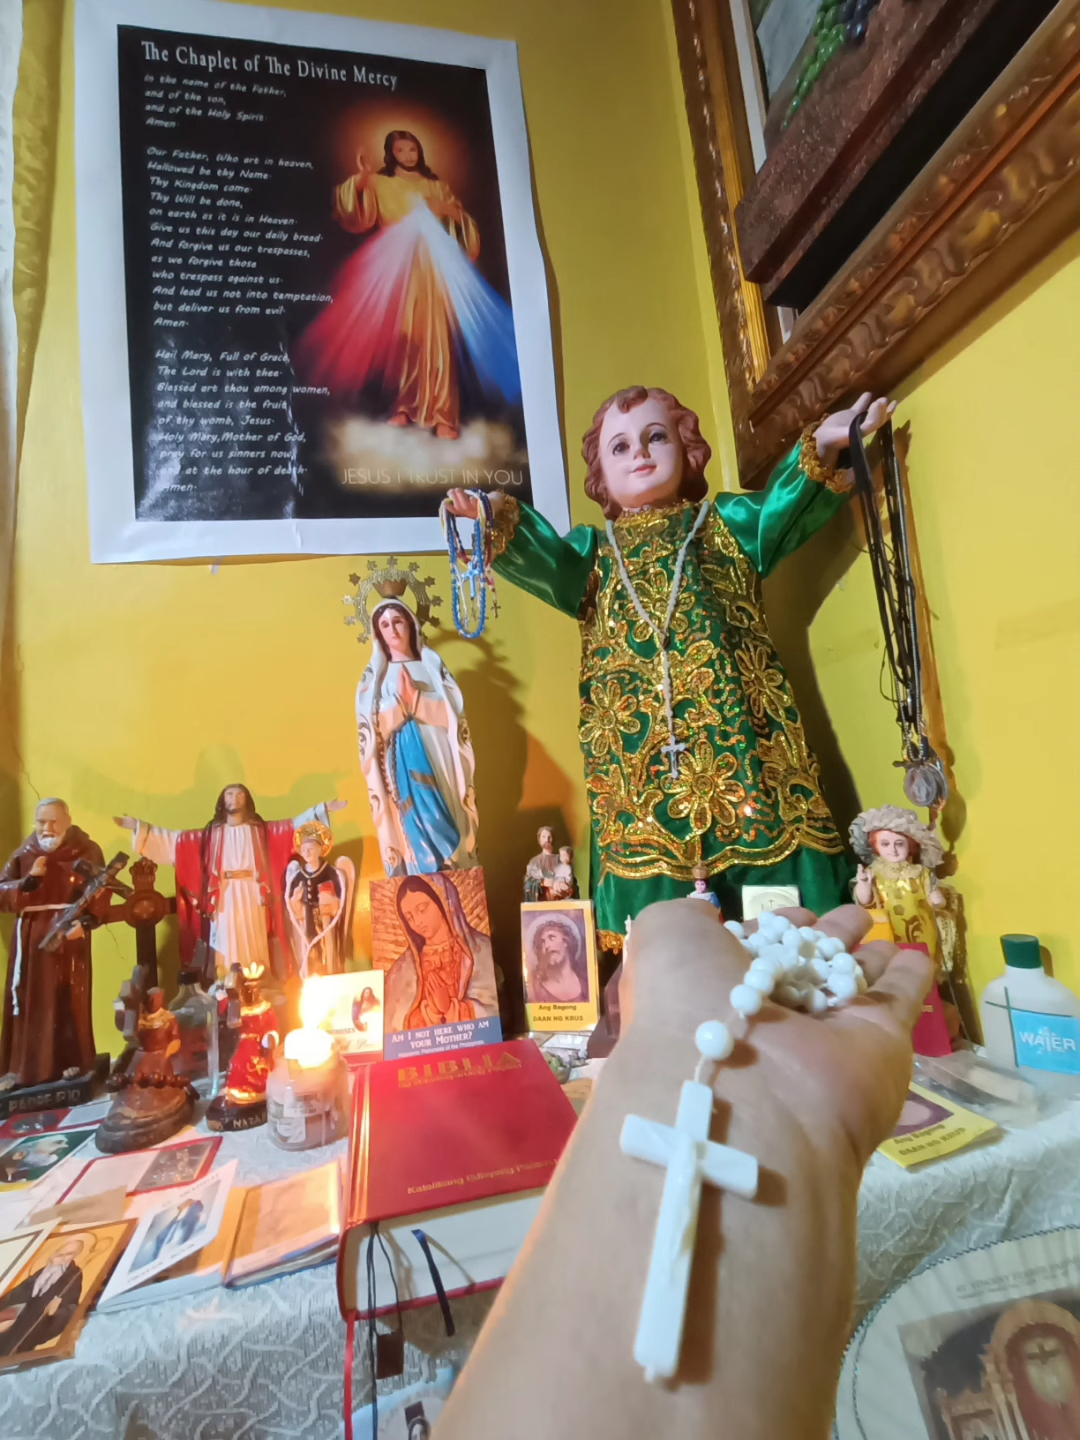 The Chaplet of The Divine Mercy
In the name of the Father,
and of the son,
and of the Holy Spirit.
Amen.
Our Father, Who art in heaven,
Hallowed be thy Name.
Thy Kingdom come.
Thy Will be done,
on earth as it is in Heaven.
Give us this day our daily bread.
And forgive us our trespasses,
as we forgive those
who trespass against us.
And lead us not into temptation,
but deliver us from evil.
Amen.
Hail Mary, Full of Grace,
The Lord is with thee.
Blessed art thou among women,
and blessed is the fruit
of thy womb, Jesus.
Holy Mary, Mother of God,
pray for us sinners now
and at the hour of death.
Amen.
JESUS I TRUST IN YOU
AM I NOT HERE WHO AM
YOUR MOTHER?
Ang Bagong
DAAN NG KRUS
BIBLIA
PADRE PIO
WATER
Ang Bagong
DAAN NG KRUS